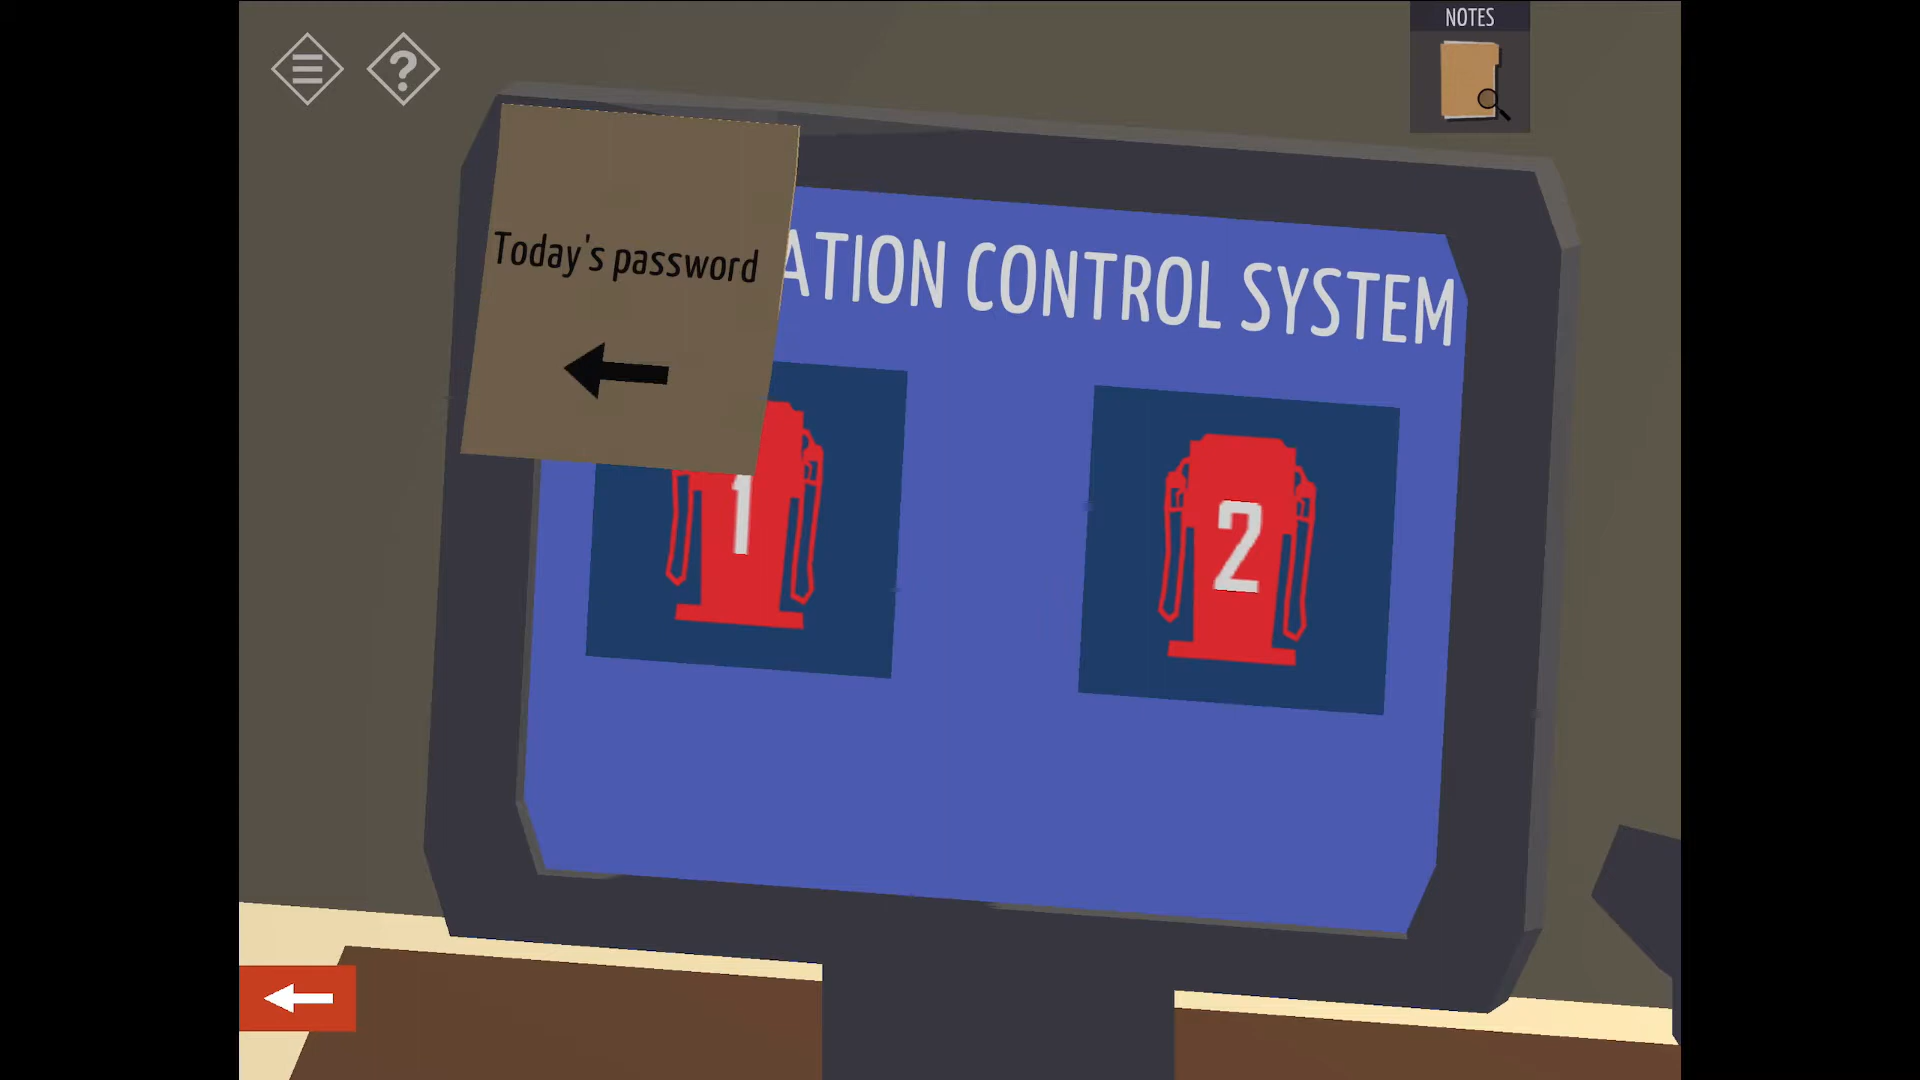 NOTES
?
Today's password
ATION CONTROL SYSTEM
1
2